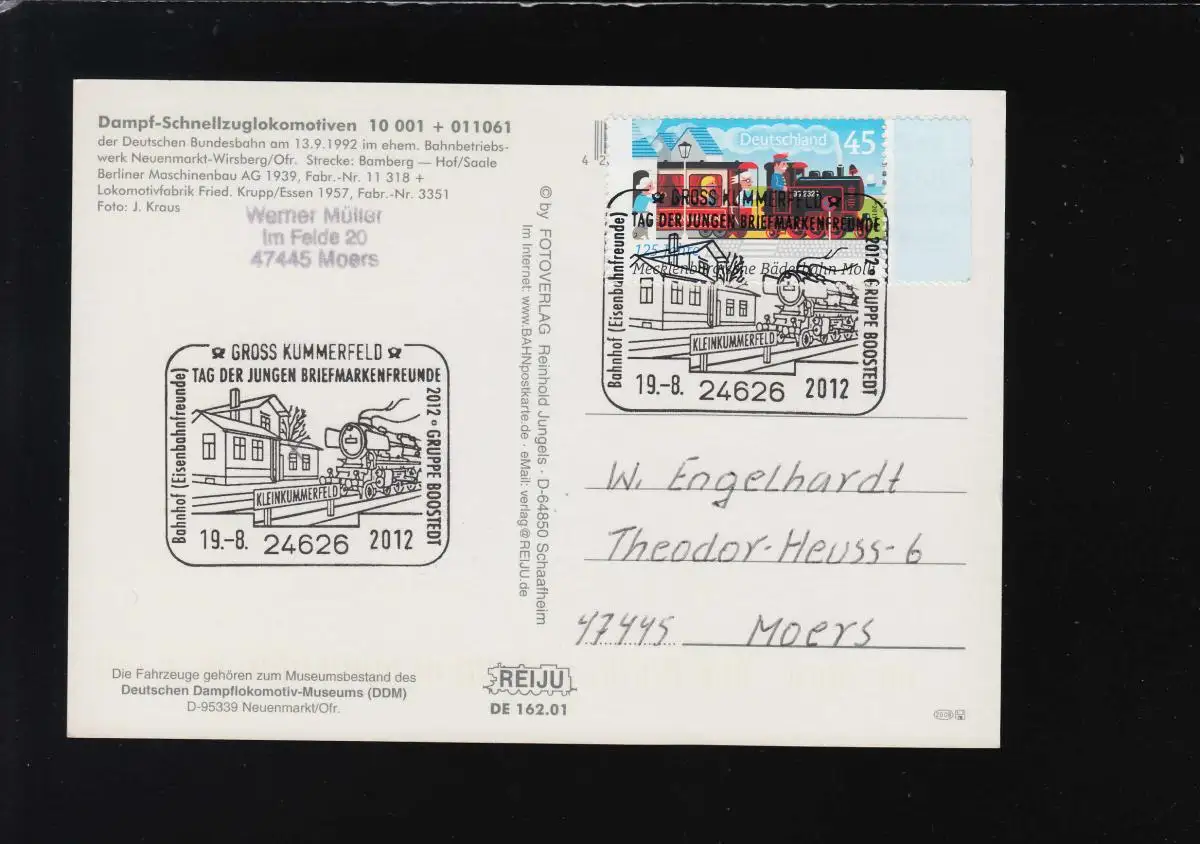 Dampf-Schnellzuglokomotiven 10 001 + 011061
der Deutschen Bundesbahn am 13.9.1992 im ehem. Bahnbetriebs-
werk Neuenmarkt-Wirsberg/Ofr. Strecke: Bamberg — Hof/Saale
Berliner Maschinenbau AG 1939, Fabr.-Nr. 11 318 +
Lokomotivfabrik Fried. Krupp/Essen 1957, Fabr.-Nr. 3351
Foto: J. Kraus
Werner Müller
Im Felde 20
47445 Moers
GROSS KUMMERFELD
TAG DER JUNGEN BRIEFMARKENFREUNDE
2012 • GRUPPE BOOSTEDT
Bahnhof (Eisenbahnfreunde)
KLEINKUMMERFELD
19.-8. 24626 2012
Die Fahrzeuge gehören zum Museumsbestand des
Deutschen Dampflokomotiv-Museums (DDM)
D-95339 Neuenmarkt/Ofr.
© by FOTOVERLAG Reinhold Jungels · D-64850 Schaafheim
Im Internet: www.BAHNpostkarte.de · eMail: verlag@REIJU.de
REIJU
DE 162.01
Deutschland 45
125 Jahre
Mecklenburgische Bäderbahn Molli
GROSS KUMMERFELD
TAG DER JUNGEN BRIEFMARKENFREUNDE
2012 • GRUPPE BOOSTEDT
Bahnhof (Eisenbahnfreunde)
KLEINKUMMERFELD
19.-8. 24626 2012
W. Engelhardt
Theodor-Heuss-6
47445 Moers